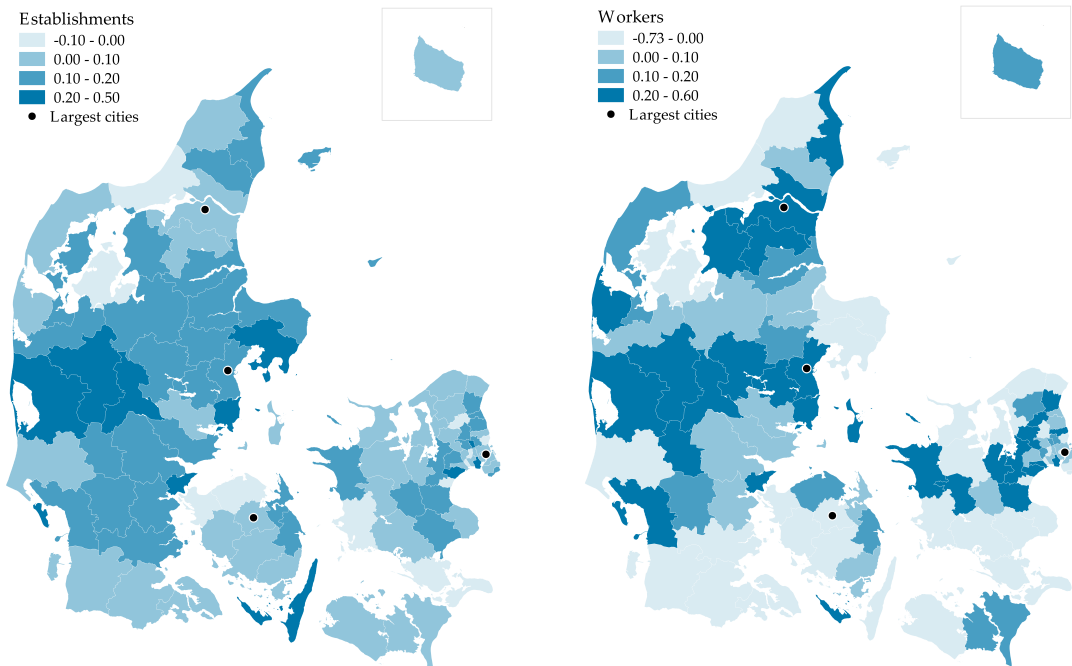 Establishments
-0.10 - 0.00
0.00 - 0.10
0.10 - 0.20
0.20 - 0.50
Largest cities
Workers
-0.73 - 0.00
0.00 - 0.10
0.10 - 0.20
0.20 - 0.60
Largest cities